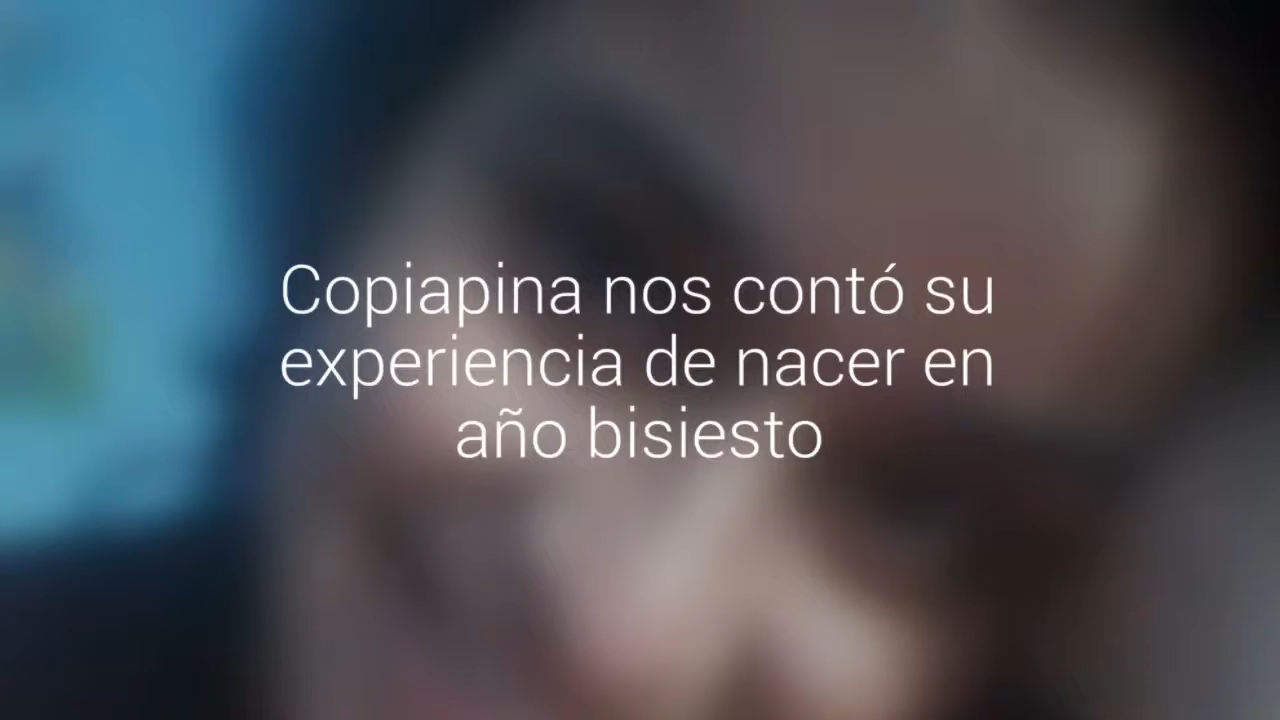 Copiapina nos contó su
experiencia de nacer en
año bisiesto